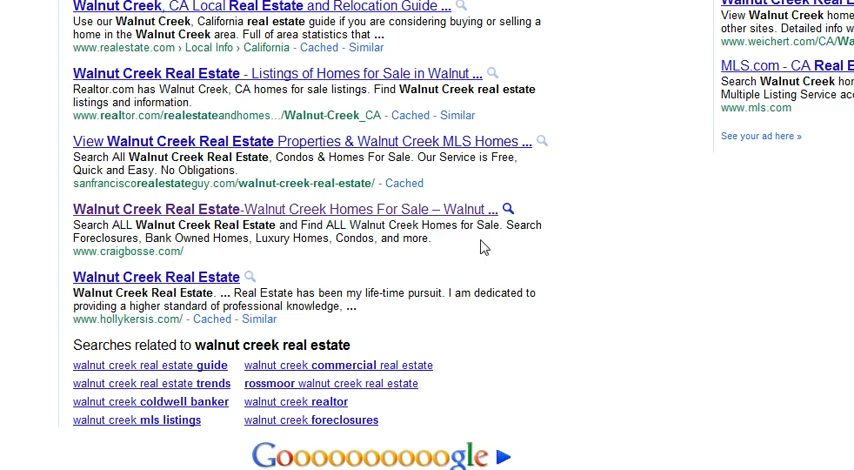 Walnut Creek, CA Local Real Estate and Relocation Guide ...
Use our Walnut Creek, California real estate guide if you are considering buying or selling a
home in the Walnut Creek area. Full of area statistics that ...
www.realestate.com › Local Info › California - Cached - Similar
Walnut Creek Real Estate - Listings of Homes for Sale in Walnut ...
Realtor.com has Walnut Creek, CA homes for sale listings. Find Walnut Creek real estate
listings and information.
www.realtor.com/realestateandhomes.../Walnut-Creek_CA - Cached - Similar
View Walnut Creek Real Estate Properties & Walnut Creek MLS Homes ...
Search All Walnut Creek Real Estate, Condos & Homes For Sale. Our Service is Free,
Quick and Easy. No Obligations.
sanfranciscorealestateguy.com/walnut-creek-real-estate/ - Cached
Walnut Creek Real Estate-Walnut Creek Homes For Sale – Walnut ...
Search ALL Walnut Creek Real Estate and Find ALL Walnut Creek Homes for Sale. Search
Foreclosures, Bank Owned Homes, Luxury Homes, Condos, and more.
www.craigbosse.com/
Walnut Creek Real Estate
Walnut Creek Real Estate. ... Real Estate has been my life-time pursuit. I am dedicated to
providing a higher standard of professional knowledge, ...
www.hollykersis.com/ - Cached - Similar
Searches related to walnut creek real estate
walnut creek real estate guide
walnut creek commercial real estate
walnut creek real estate trends
rossmoor walnut creek real estate
walnut creek coldwell banker
walnut creek realtor
walnut creek mls listings
walnut creek foreclosures
Goooooooooogle
Walnut Creek Real E
View Walnut Creek home
other sites. Detailed info w
www.weichert.com/CA/Wa
MLS.com - CA Real E
Search Walnut Creek hor
Multiple Listing Service acc
www.mls.com
See your ad here »